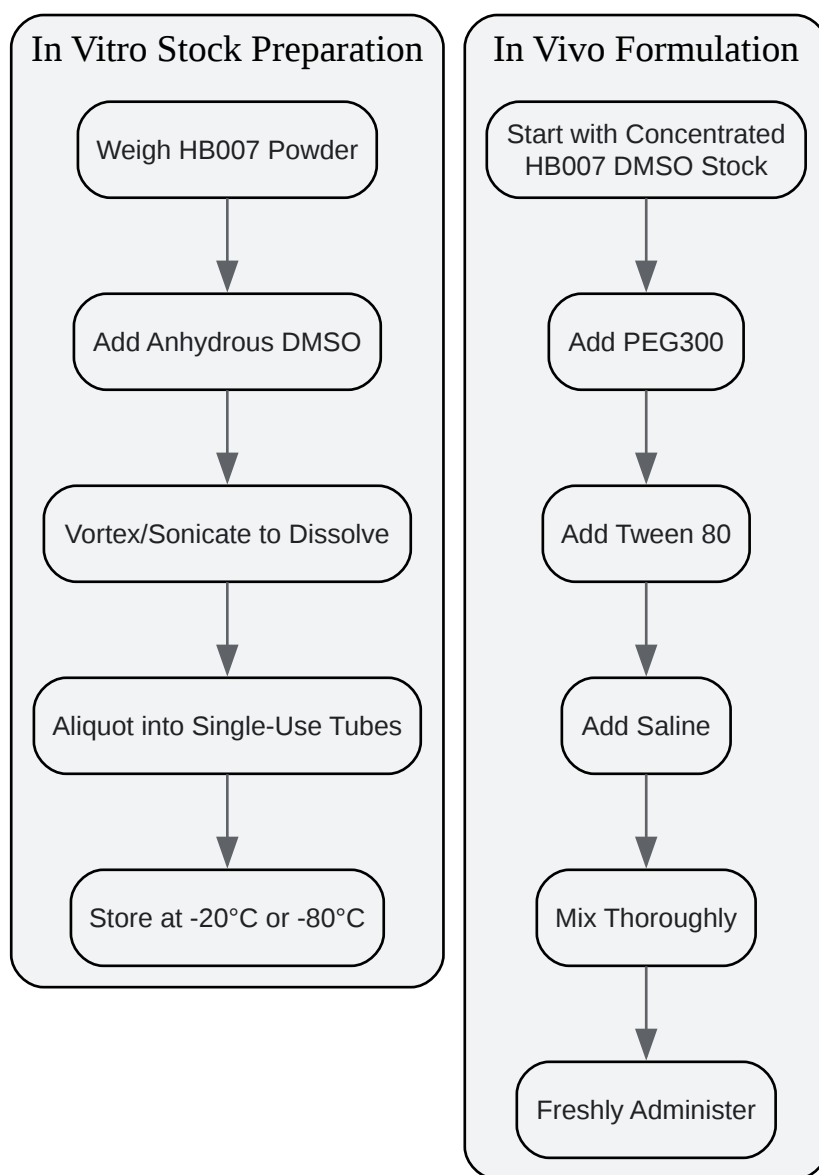 In Vitro Stock Preparation
Weigh HB007 Powder
Add Anhydrous DMSO
Vortex/Sonicate to Dissolve
Aliquot into Single-Use Tubes
Store at -20°C or -80°C
In Vivo Formulation
Start with Concentrated
HB007 DMSO Stock
Add PEG300
Add Tween 80
Add Saline
Mix Thoroughly
Freshly Administer